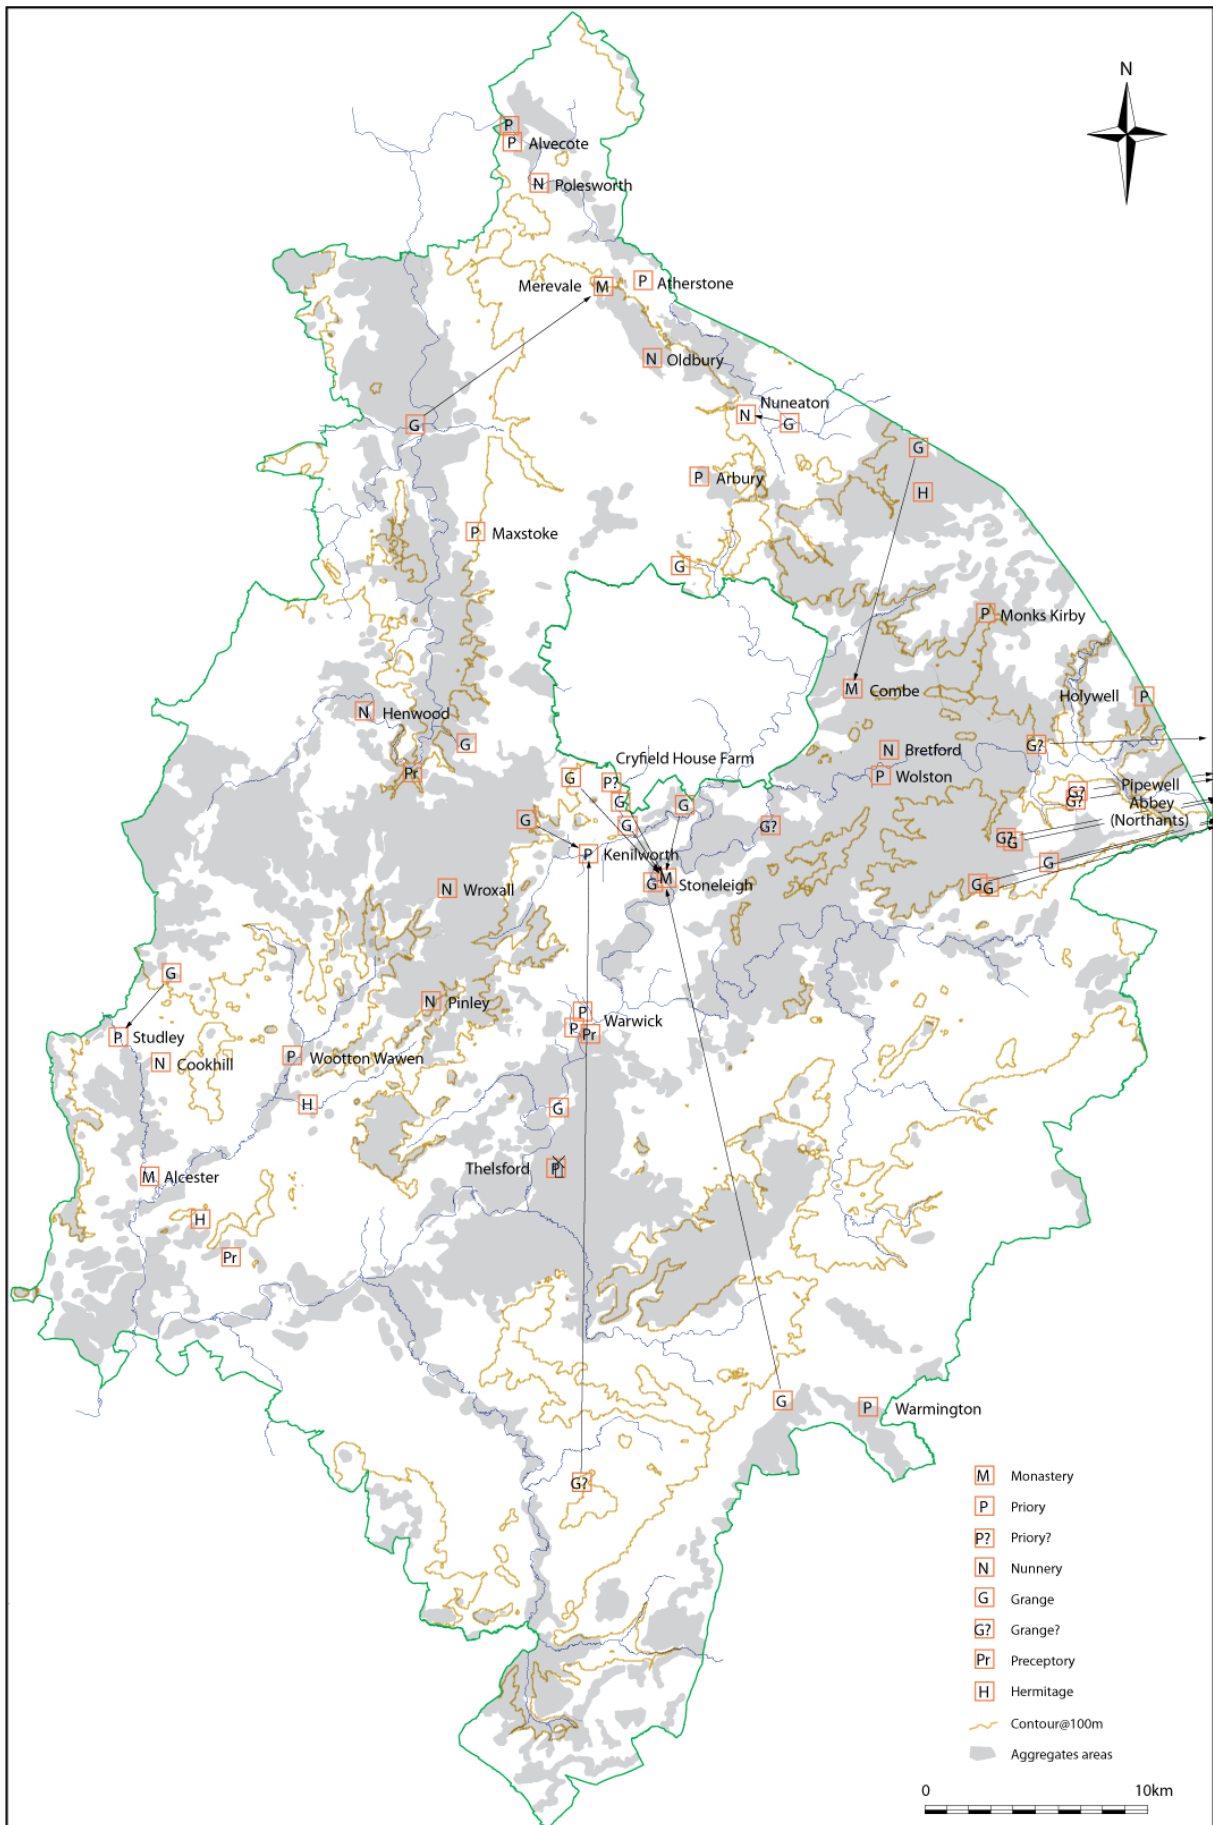 N
P
P Alvecote
N Polesworth
Merevale M
P Atherstone
N Oldbury
Nuneaton
N G
G
G
H
P Arbury
P Maxstoke
G
P Monks Kirby
M Combe
Holywell P
N Henwood
G
Pr
Cryfield House Farm
N Bretford
G?
P Wolston
G P?
G
G
G
G?
G? Pipewell
G? Abbey
(Northants)
G?
G
G
G P Kenilworth
G
G
G M Stoneleigh
N Wroxall
G
N Pinley
P
P Warwick
Pr
P Studley
N Cookhill
P Wootton Wawen
H
G
Thelsford P
M Alcester
H
Pr
G
P Warmington
G?
M Monastery
P Priory
P? Priory?
N Nunnery
G Grange
G? Grange?
Pr Preceptory
H Hermitage
Contour@100m
Aggregates areas
0 10km